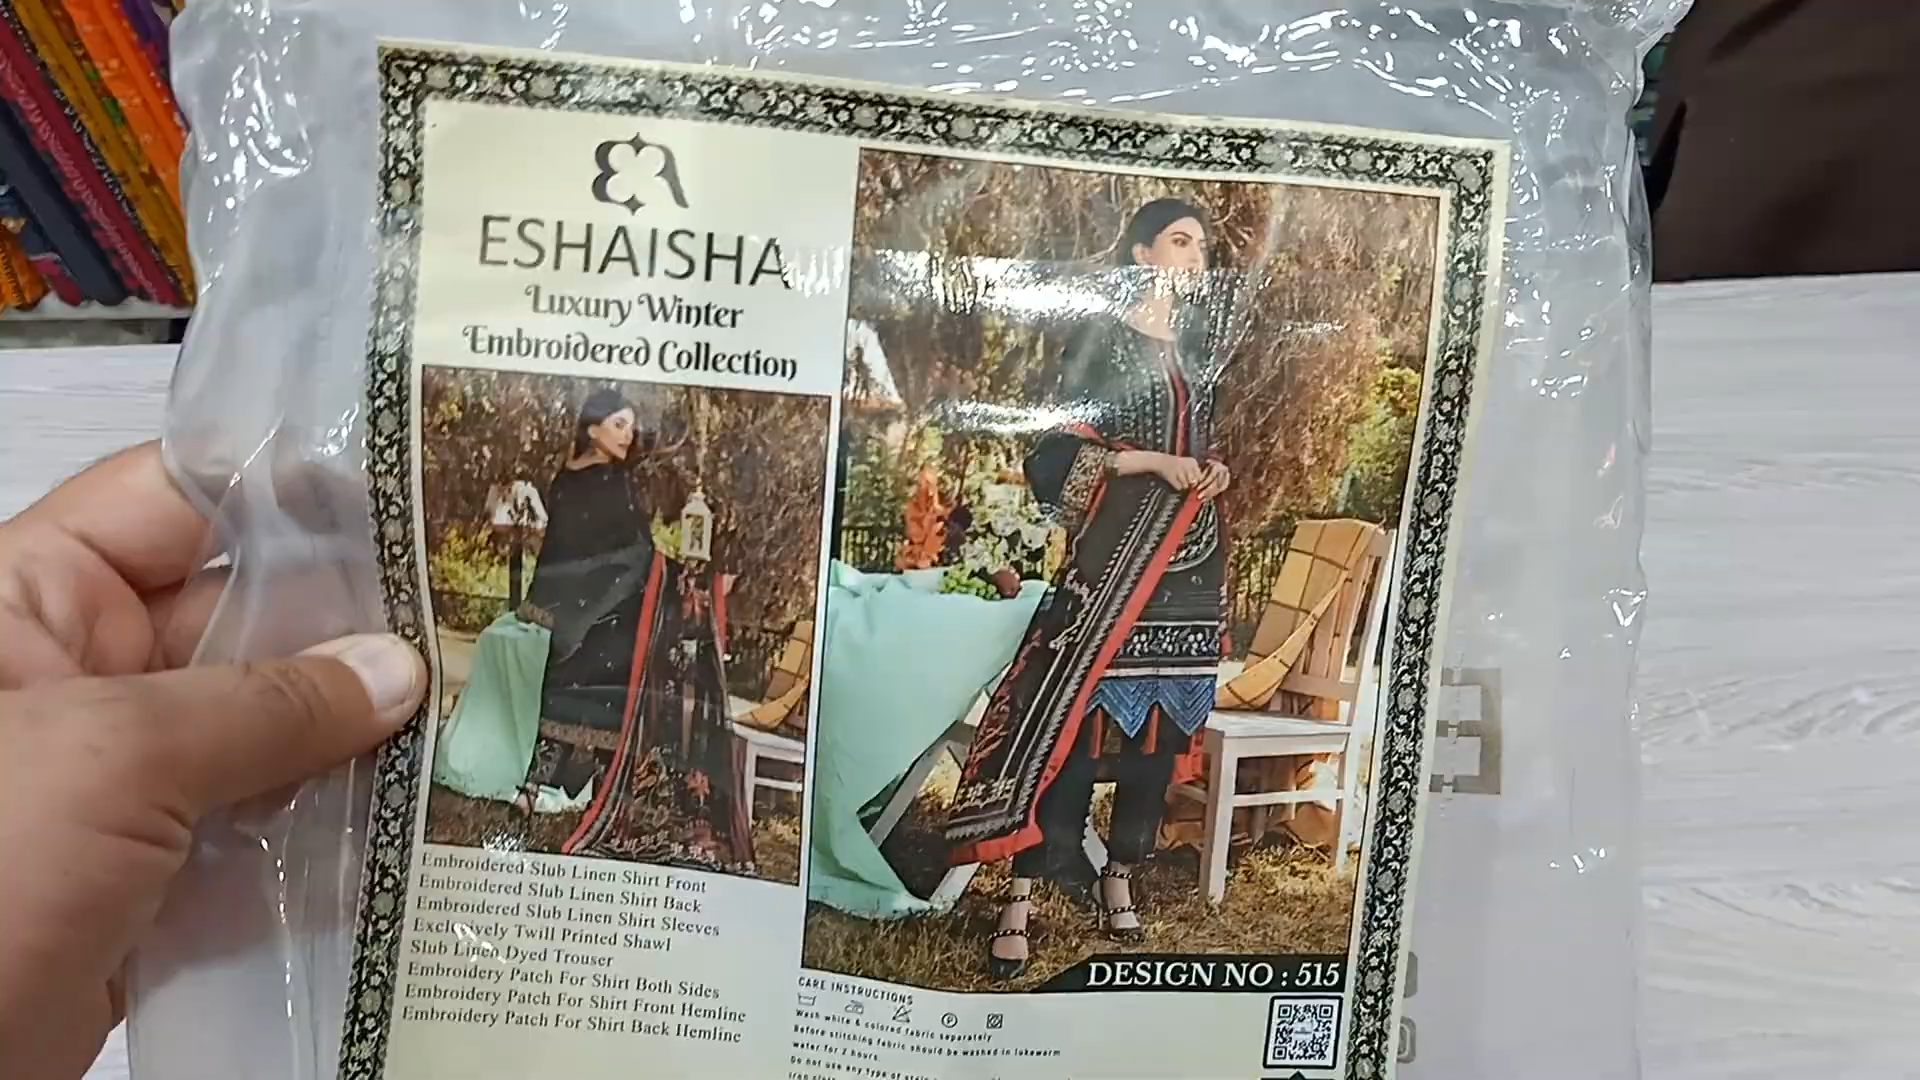 ESHAISHA
Luxury Winter
Embroidered Collection
Embroidered Slub Linen Shirt Front
Embroidered Slub Linen Shirt Back
Embroidered Slub Linen Shirt Sleeves
Exclusively Twill Printed Shawl
Slub Linen Dyed Trouser
Embroidery Patch For Shirt Both Sides
Embroidery Patch For Shirt Front Hemline
Embroidery Patch For Shirt Back Hemline
DESIGN NO : 515
CARE INSTRUCTIONS
P
Wash white & colored fabric separately
Before stitching fabric should be washed in lukewarm
water for 2 hours.
Do not use any type of
Iron